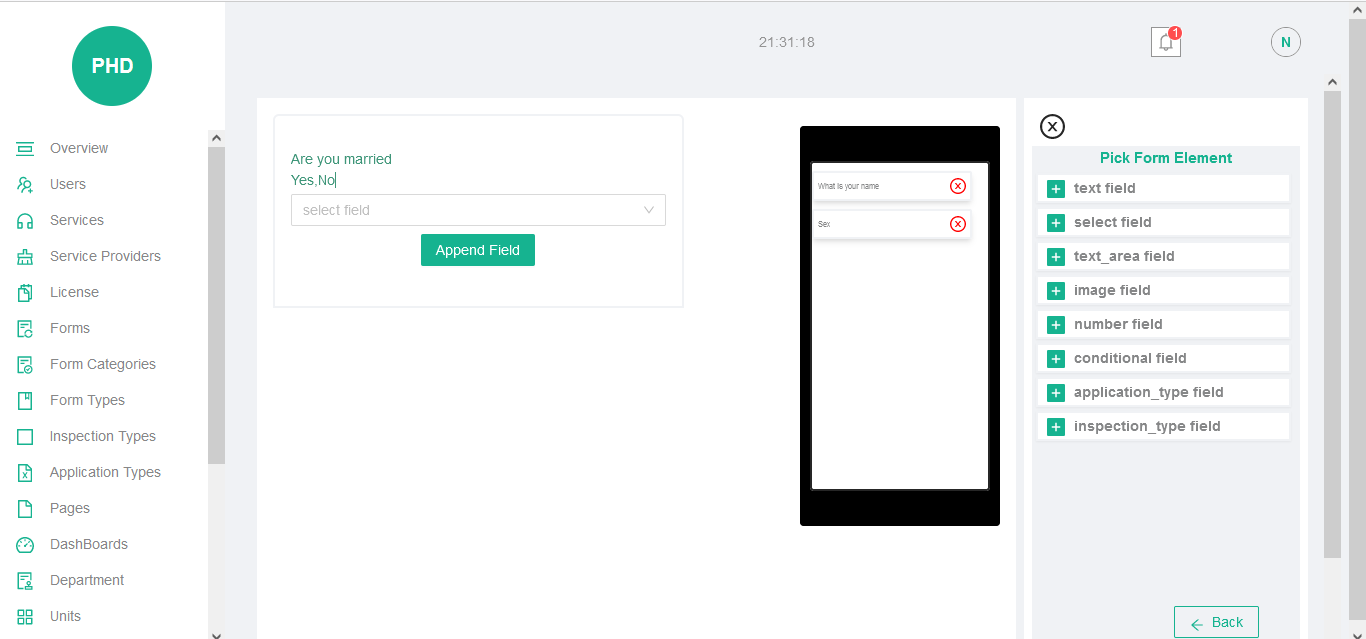 PHD
Overview
Users
Services
Service Providers
License
Forms
Form Categories
Form Types
Inspection Types
Application Types
Pages
DashBoards
Department
Units
21:31:18
1
N
Are you married
Yes,No
select field
Append Field
What is your name
Sex
Pick Form Element
text field
select field
text_area field
image field
number field
conditional field
application_type field
inspection_type field
Back